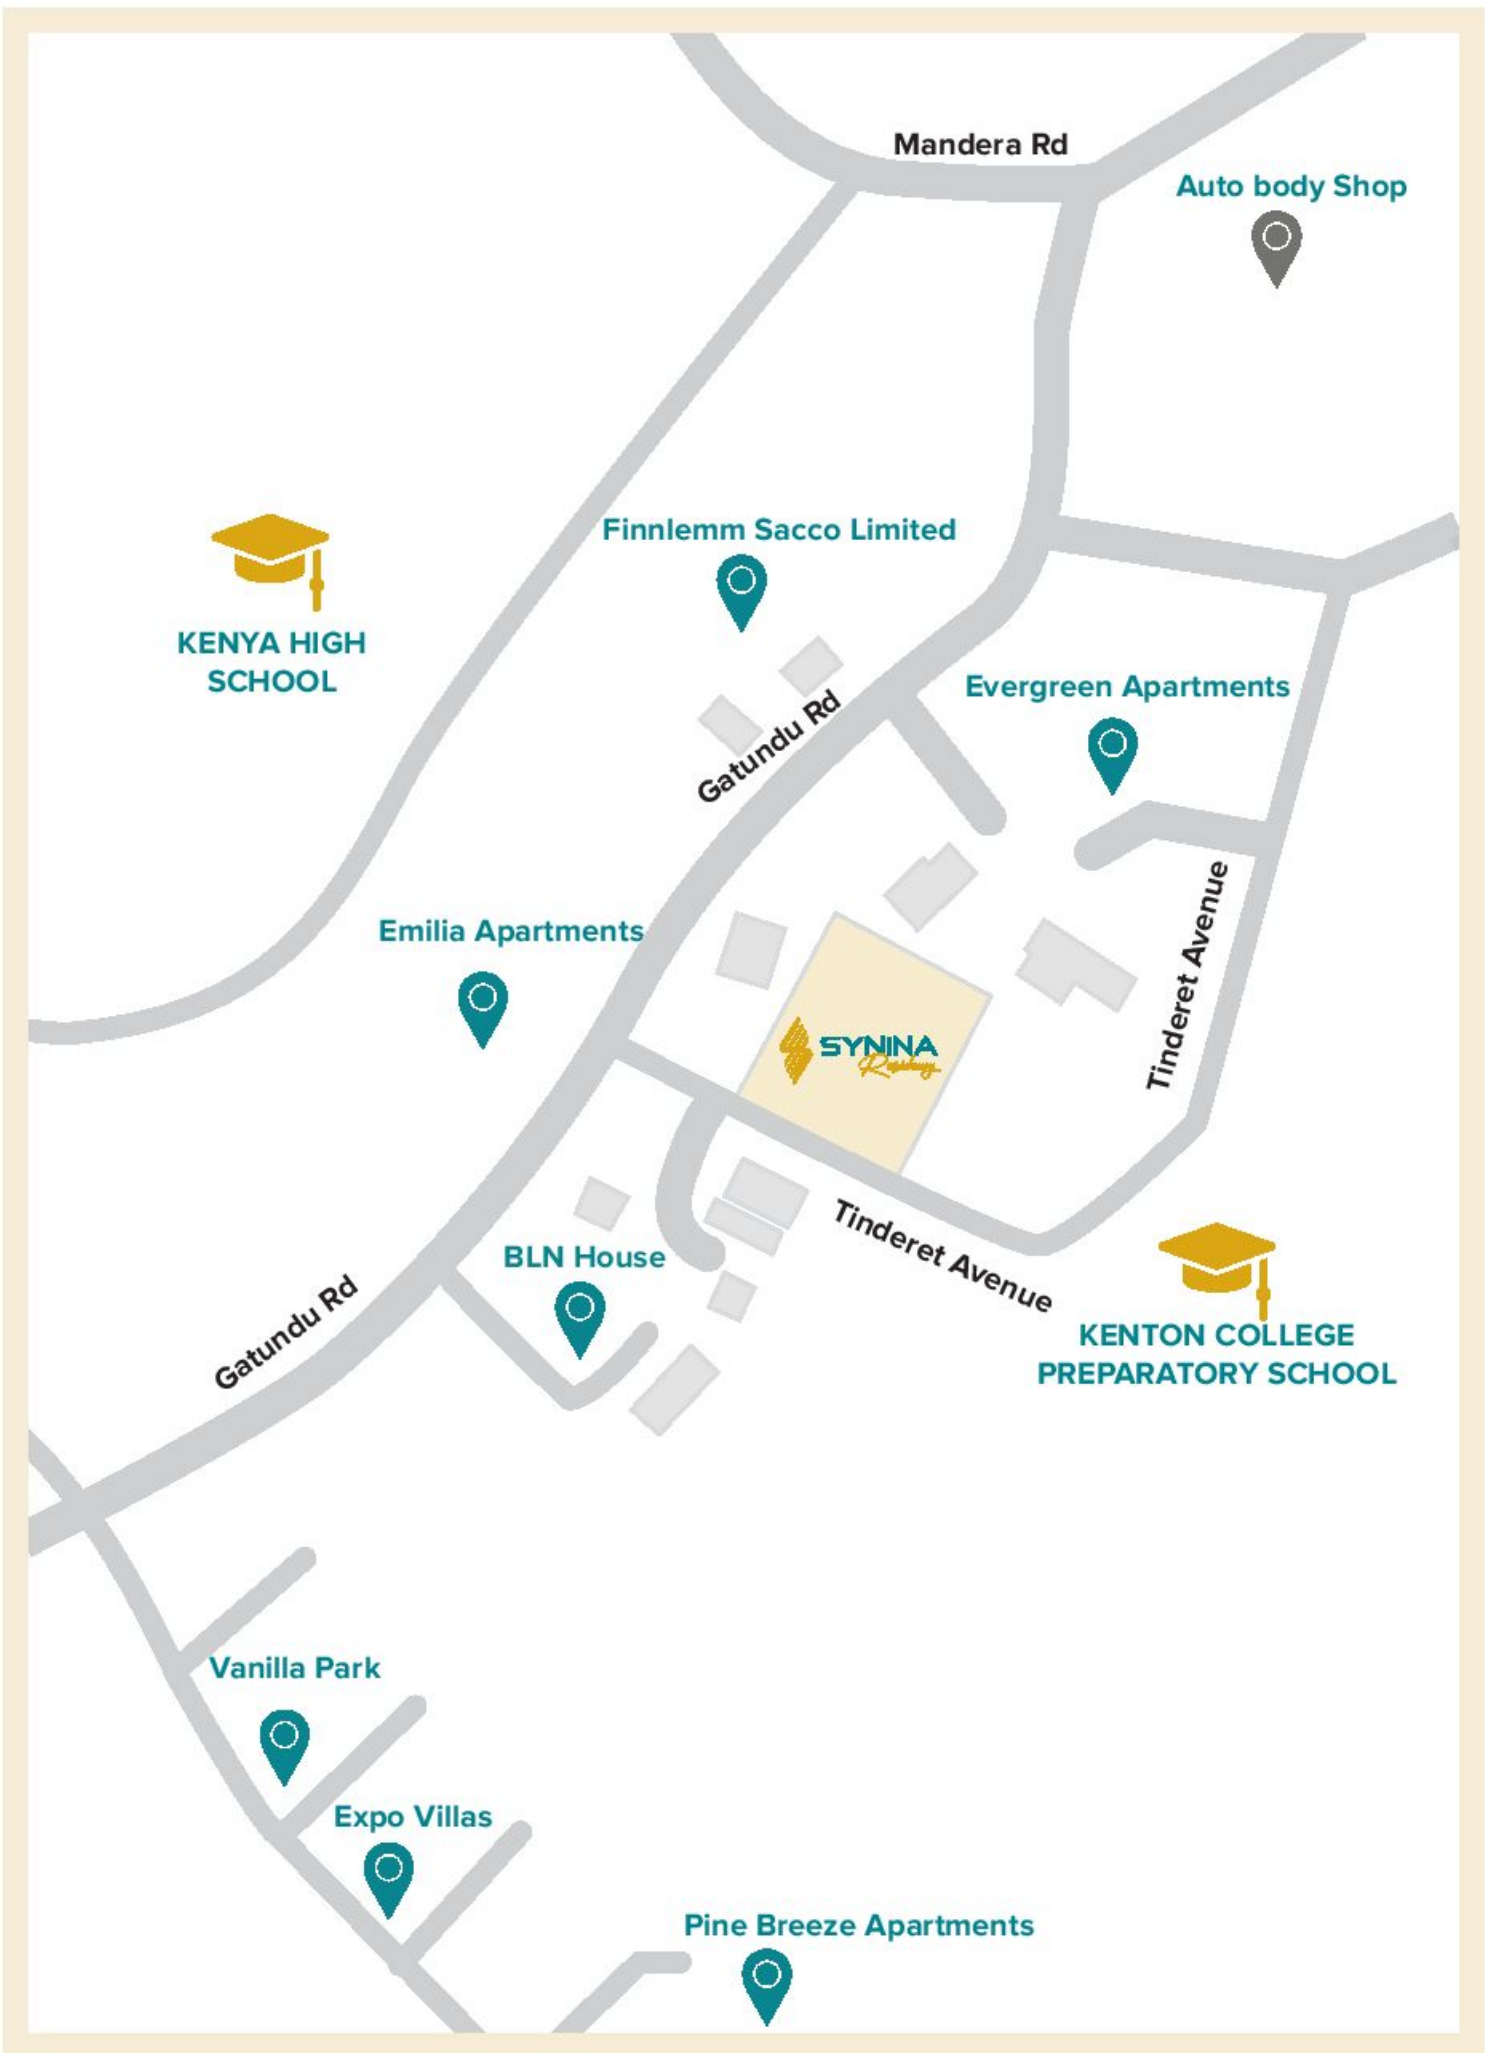 Mandera Rd
Auto body Shop
Finnlemm Sacco Limited
KENYA HIGH
SCHOOL
Evergreen Apartments
Gatundu Rd
Tinderet Avenue
Emilia Apartments
SYNINA
Residency
Tinderet Avenue
BLN House
Gatundu Rd
KENTON COLLEGE
PREPARATORY SCHOOL
Vanilla Park
Expo Villas
Pine Breeze Apartments